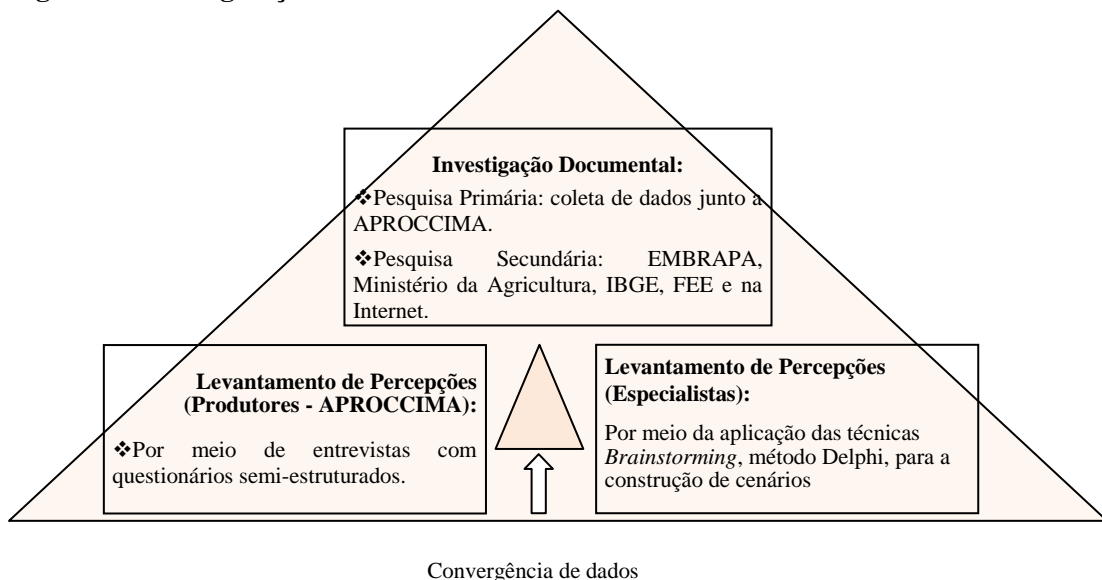 Investigação Documental:
❖Pesquisa Primária: coleta de dados junto a
APROCCIMA.
❖Pesquisa Secundária: EMBRAPA,
Ministério da Agricultura, IBGE, FEE e na
Internet.
Levantamento de Percepções
(Produtores - APROCCIMA):
❖Por meio de entrevistas com
questionários semi-estruturados.
Levantamento de Percepções
(Especialistas):
Por meio da aplicação das técnicas
Brainstorming, método Delphi, para a
construção de cenários
Convergência de dados